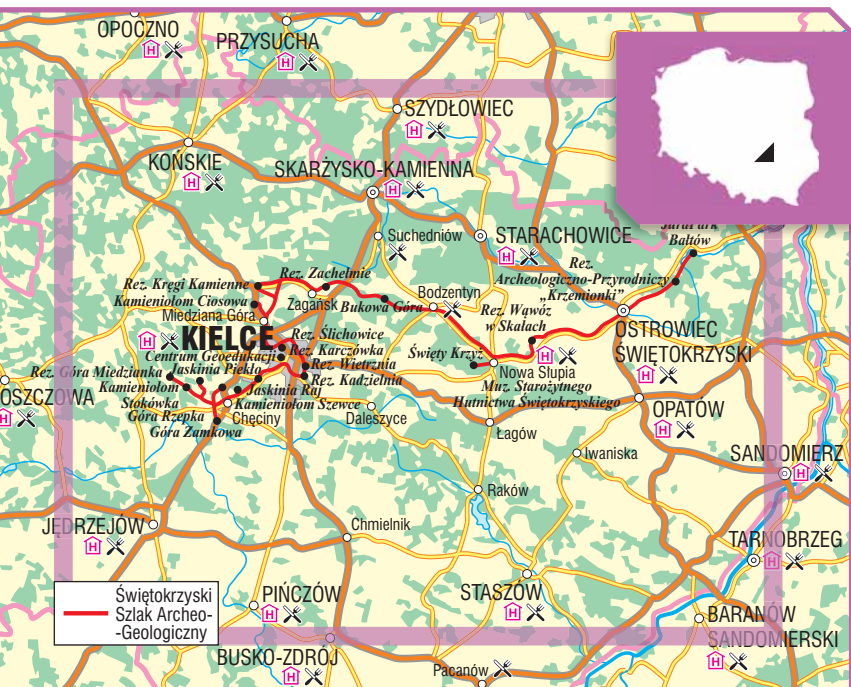 OPOCZNO
H
PRZYSUCHA
H
SZYDŁOWIEC
H
KOŃSKIE
H
SKARŻYSKO-KAMIENNA
H
Suchedniów
STARACHOWICE
H
JuraPark
Bałtów
Rez.
Archeologiczno-Przyrodniczy
„Krzemionki”
Rez. Kręgi Kamienne
Rez. Zachełmie
Kamieniołom Ciosowa
Zagańsk
Bukowa Góra
Bodzentyn
Miedziana Góra
Rez. Wąwóz
w Skałach
H
KIELCE
Rez. Ślichowice
Centrum Geoedukacji
Rez. Karczówka
Rez. Wietrznia
Rez. Góra Miedzianka
Jaskinia Piekło
Rez. Kadzielnia
Kamieniołom
Stokówka
Jaskinia Raj
Kamieniołom Szewce
Góra Rzepka
Chęciny
Góra Zamkowa
Daleszyce
Święty Krzyż
H
Nowa Słupia
Muz. Starożytnego
Hutnictwa Świętokrzyskiego
OSTROWIEC
ŚWIĘTOKRZYSKI
H
OSZCZOWA
H
OPATÓW
H
Łagów
Iwaniska
SANDOMIERZ
H
Raków
JĘDRZEJÓW
H
Chmielnik
TARNOBRZEG
H
STASZÓW
H
PIŃCZÓW
H
BARANÓW
SANDOMIERSKI
H
BUSKO-ZDRÓJ
H
Pacanów
Świętokrzyski
Szlak Archeo-
-Geologiczny